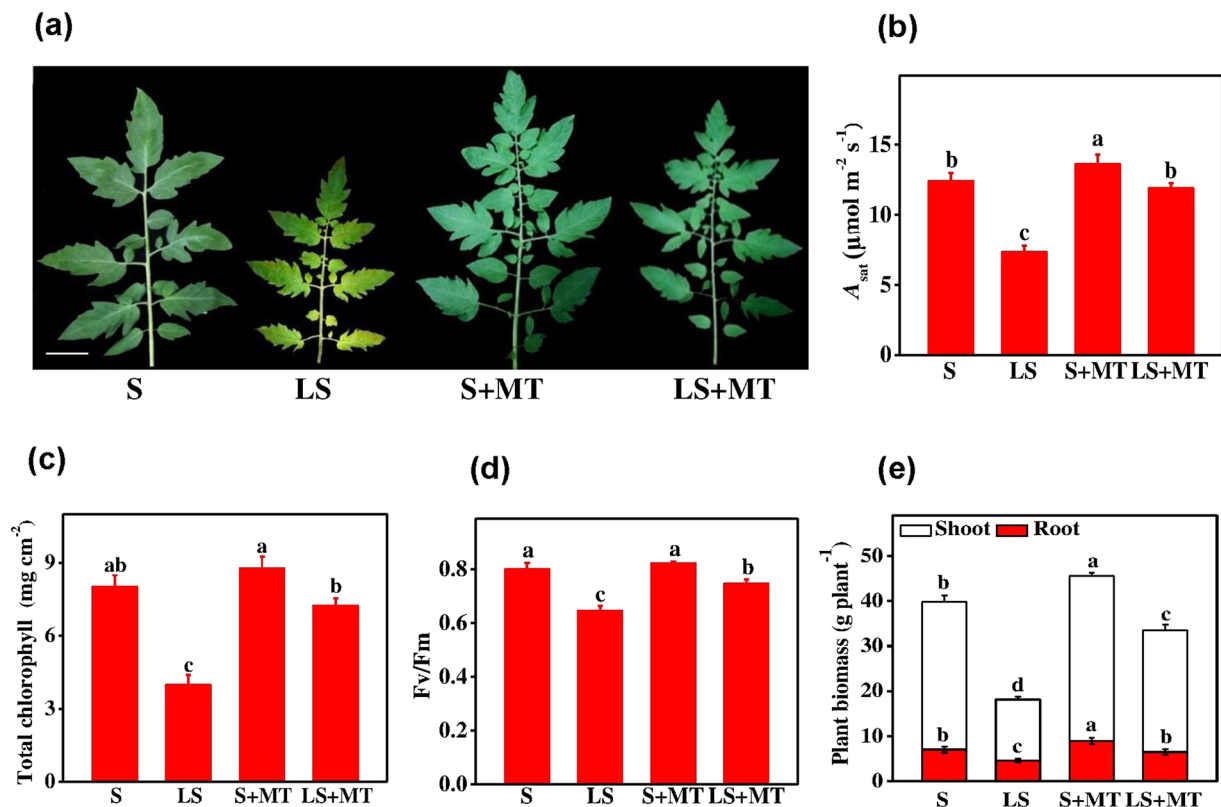 (a)
S LS S+MT LS+MT
(b)
A_sat (μmol m⁻² s⁻¹)
15
10
5
0
b c a b
S LS S+MT LS+MT
(c)
Total chlorophyll (mg cm⁻²)
9
6
3
0
ab c a b
S LS S+MT LS+MT
(d)
Fv/Fm
0.8
0.6
0.4
0.2
0.0
a c a b
S LS S+MT LS+MT
(e)
Plant biomass (g plant⁻¹)
Shoot Root
50
40
30
20
10
0
b d a c
b c a b
S LS S+MT LS+MT